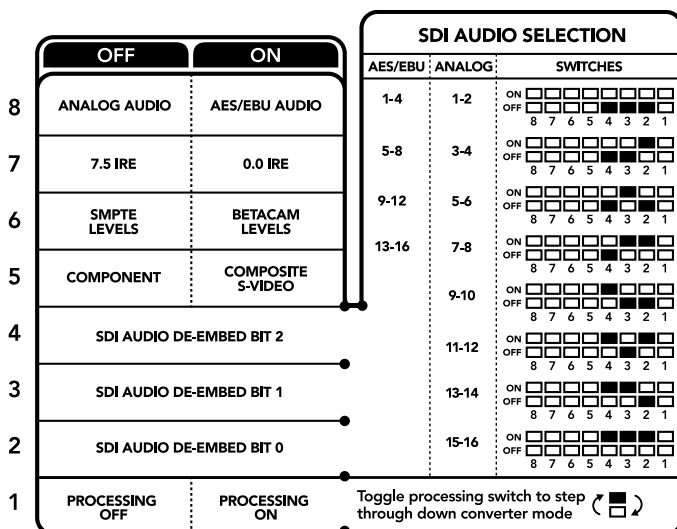 OFF ON
8 ANALOG AUDIO AES/EBU AUDIO
7 7.5 IRE 0.0 IRE
6 SMPTE LEVELS BETACAM LEVELS
5 COMPONENT COMPOSITE S-VIDEO
4 SDI AUDIO DE-EMBED BIT 2
3 SDI AUDIO DE-EMBED BIT 1
2 SDI AUDIO DE-EMBED BIT 0
1 PROCESSING OFF PROCESSING ON
SDI AUDIO SELECTION
AES/EBU ANALOG SWITCHES
1-4 1-2 ON
OFF
8 7 6 5 4 3 2 1
5-8 3-4 ON
OFF
8 7 6 5 4 3 2 1
9-12 5-6 ON
OFF
8 7 6 5 4 3 2 1
13-16 7-8 ON
OFF
8 7 6 5 4 3 2 1
9-10 ON
OFF
8 7 6 5 4 3 2 1
11-12 ON
OFF
8 7 6 5 4 3 2 1
13-14 ON
OFF
8 7 6 5 4 3 2 1
15-16 ON
OFF
8 7 6 5 4 3 2 1
Toggle processing switch to step
through down converter mode